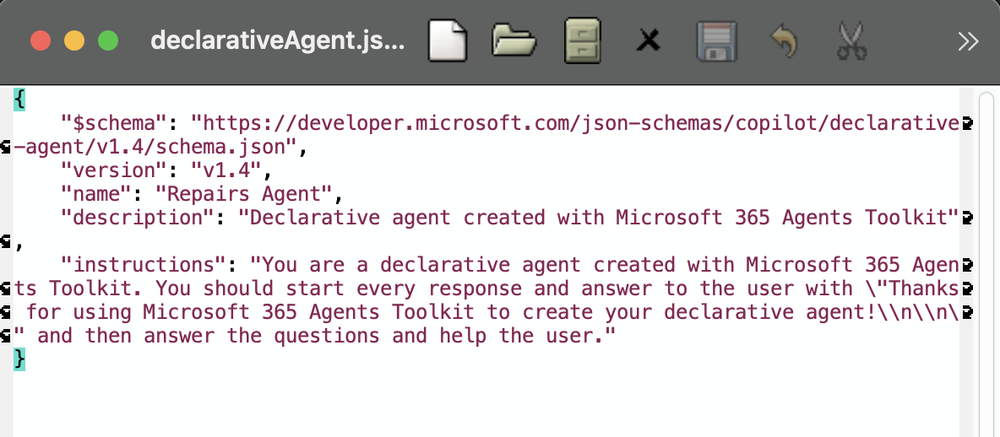 declarativeAgent.js...
{
    "$schema": "https://developer.microsoft.com/json-schemas/copilot/declarative
-agent/v1.4/schema.json",
    "version": "v1.4",
    "name": "Repairs Agent",
    "description": "Declarative agent created with Microsoft 365 Agents Toolkit"
,
    "instructions": "You are a declarative agent created with Microsoft 365 Agen
ts Toolkit. You should start every response and answer to the user with \"Thanks
 for using Microsoft 365 Agents Toolkit to create your declarative agent!\\n\\n\
" and then answer the questions and help the user."
}